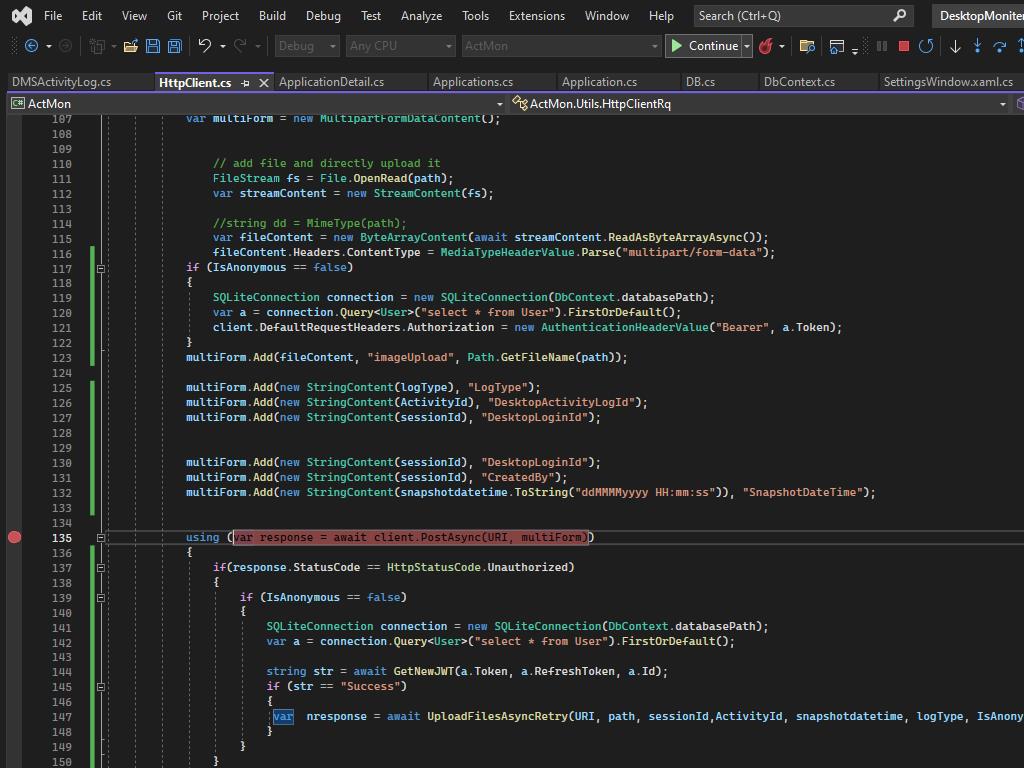 File Edit View Git Project Build Debug Test Analyze Tools Extensions Window Help Search (Ctrl+Q) DesktopMoniter
Debug Any CPU ActMon Continue
DMSActivityLog.cs HttpClient.cs ApplicationDetail.cs Applications.cs Application.cs DB.cs DbContext.cs SettingsWindow.xaml.cs
C# ActMon ActMon.Utils.HttpClientRq
107 var multiForm = new MultipartFormDataContent();
108
109
110 // add file and directly upload it
111 FileStream fs = File.OpenRead(path);
112 var streamContent = new StreamContent(fs);
113
114 //string dd = MimeType(path);
115 var fileContent = new ByteArrayContent(await streamContent.ReadAsByteArrayAsync());
116 fileContent.Headers.ContentType = MediaTypeHeaderValue.Parse("multipart/form-data");
117 if (IsAnonymous == false)
118 {
119 SQLiteConnection connection = new SQLiteConnection(DbContext.databasePath);
120 var a = connection.Query<User>("select * from User").FirstOrDefault();
121 client.DefaultRequestHeaders.Authorization = new AuthenticationHeaderValue("Bearer", a.Token);
122 }
123 multiForm.Add(fileContent, "imageUpload", Path.GetFileName(path));
124
125 multiForm.Add(new StringContent(logType), "LogType");
126 multiForm.Add(new StringContent(ActivityId), "DesktopActivityLogId");
127 multiForm.Add(new StringContent(sessionId), "DesktopLoginId");
128
129
130 multiForm.Add(new StringContent(sessionId), "DesktopLoginId");
131 multiForm.Add(new StringContent(sessionId), "CreatedBy");
132 multiForm.Add(new StringContent(snapshotdatetime.ToString("ddMMMMyyyy HH:mm:ss")), "SnapshotDateTime");
133
134
135 using (var response = await client.PostAsync(URI, multiForm))
136 {
137 if(response.StatusCode == HttpStatusCode.Unauthorized)
138 {
139 if (IsAnonymous == false)
140 {
141 SQLiteConnection connection = new SQLiteConnection(DbContext.databasePath);
142 var a = connection.Query<User>("select * from User").FirstOrDefault();
143
144 string str = await GetNewJWT(a.Token, a.RefreshToken, a.Id);
145 if (str == "Success")
146 {
147 var nresponse = await UploadFilesAsyncRetry(URI, path, sessionId,ActivityId, snapshotdatetime, logType, IsAnony
148 }
149 }
150 }